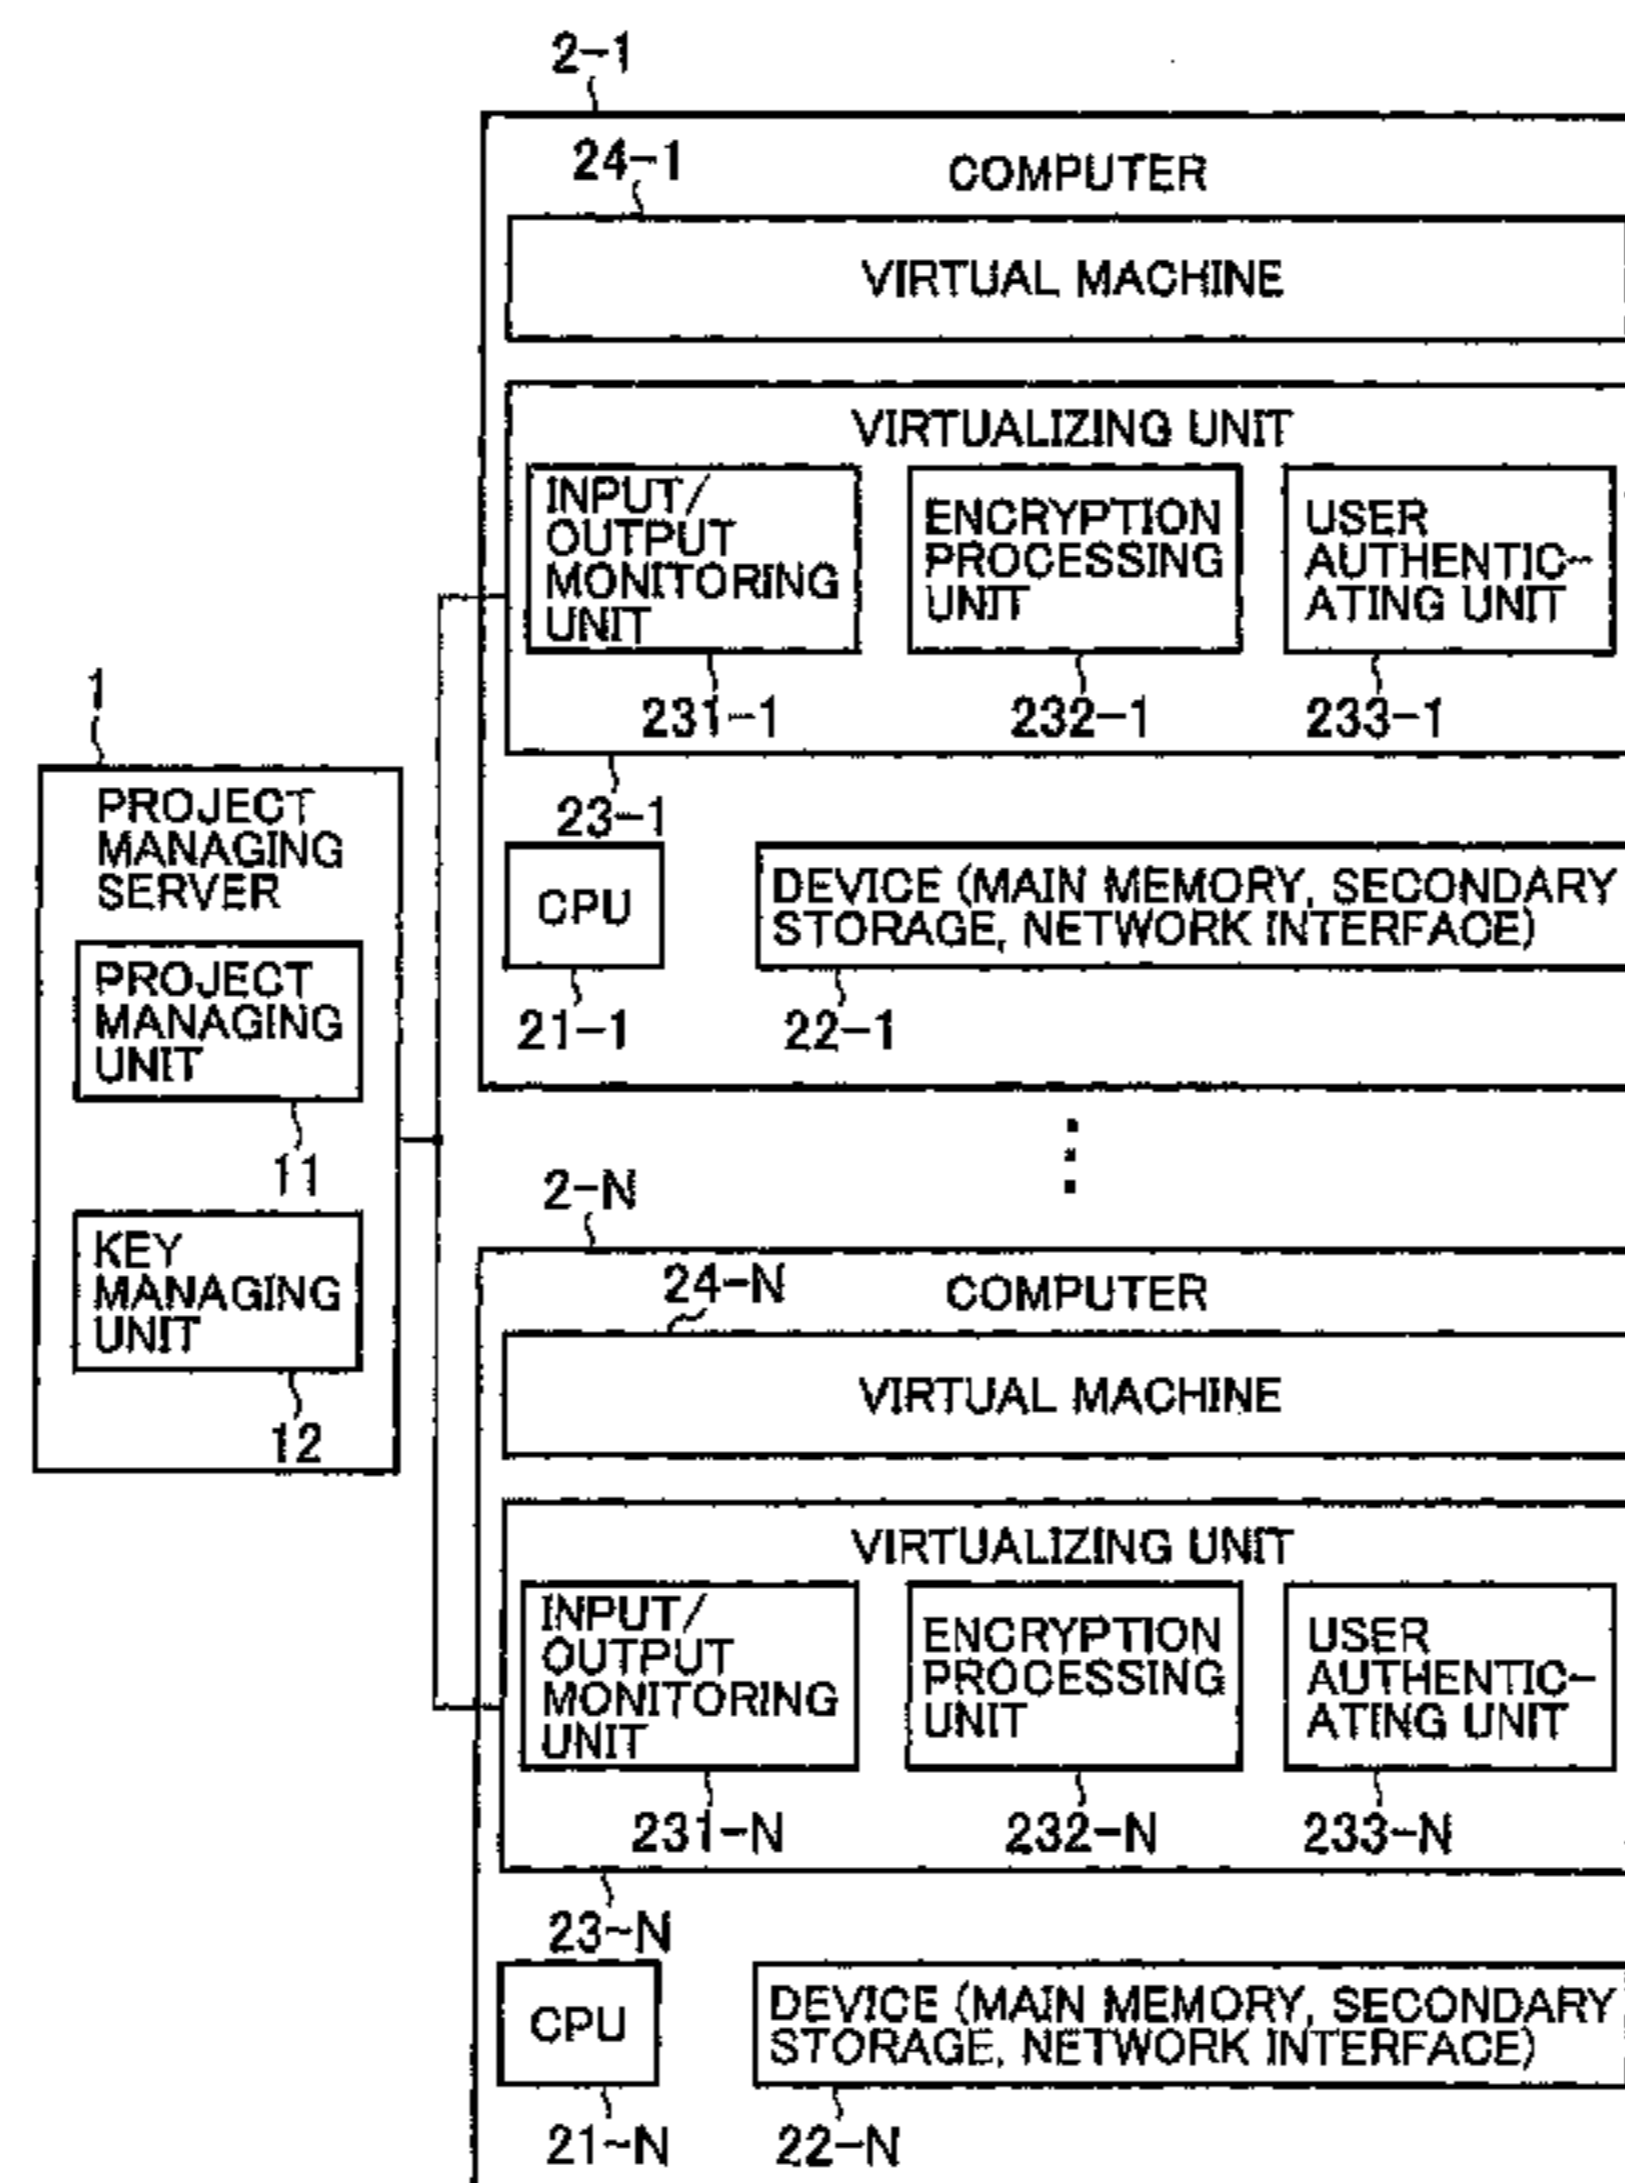 2-1
24-1
COMPUTER
VIRTUAL MACHINE
VIRTUALIZING UNIT
INPUT/
OUTPUT
MONITORING
UNIT
ENCRYPTION
PROCESSING
UNIT
USER
AUTHENTIC-
ATING UNIT
231-1
232-1
233-1
23-1
CPU
DEVICE (MAIN MEMORY, SECONDARY
STORAGE, NETWORK INTERFACE)
21-1
22-1
1
PROJECT
MANAGING
SERVER
PROJECT
MANAGING
UNIT
11
KEY
MANAGING
UNIT
12
2-N
24-N
COMPUTER
VIRTUAL MACHINE
VIRTUALIZING UNIT
INPUT/
OUTPUT
MONITORING
UNIT
ENCRYPTION
PROCESSING
UNIT
USER
AUTHENTIC-
ATING UNIT
231-N
232-N
233-N
23-N
CPU
DEVICE (MAIN MEMORY, SECONDARY
STORAGE, NETWORK INTERFACE)
21-N
22-N